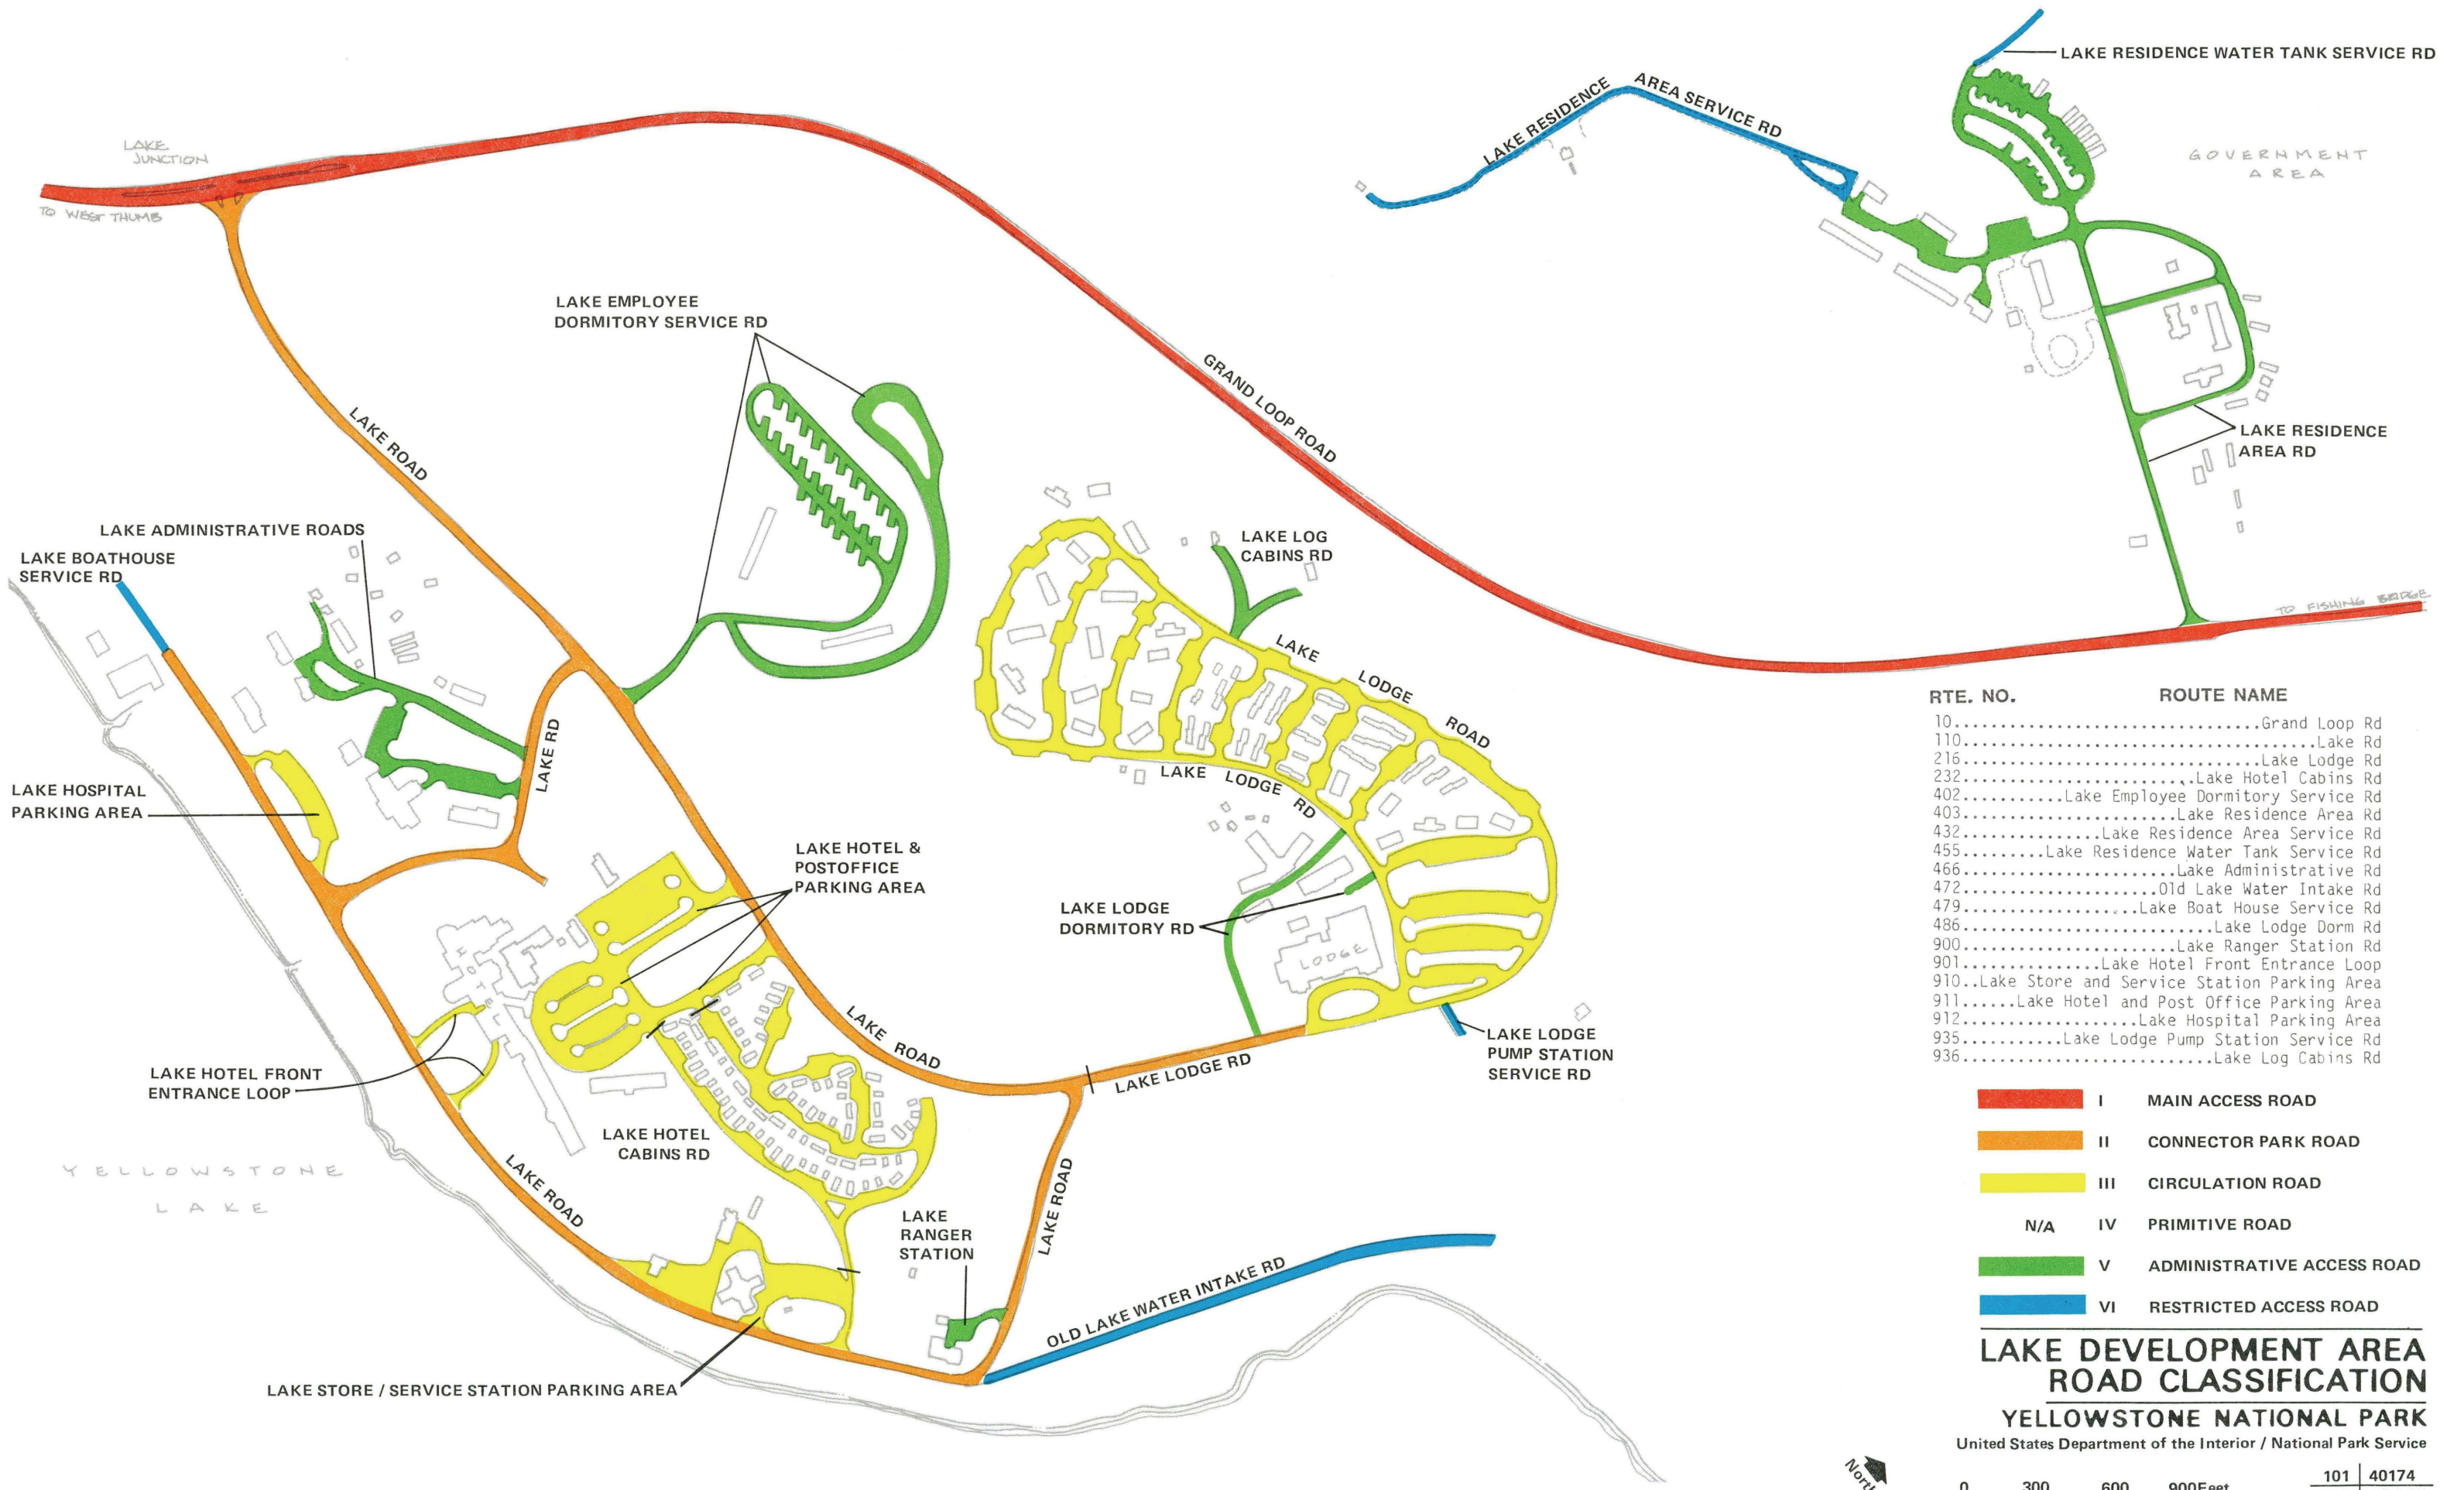 LAKE RESIDENCE WATER TANK SERVICE RD
LAKE RESIDENCE AREA SERVICE RD
LAKE
JUNCTION
GOVERNMENT
AREA
TO WEST THUMB
LAKE EMPLOYEE
DORMITORY SERVICE RD
GRAND LOOP ROAD
LAKE ROAD
LAKE RESIDENCE
AREA RD
LAKE ADMINISTRATIVE ROADS
LAKE LOG
CABINS RD
LAKE BOATHOUSE
SERVICE RD
TO FISHING BRIDGE
LAKE LODGE ROAD
LAKE RD
LAKE LODGE RD
LAKE HOSPITAL
PARKING AREA
LAKE HOTEL &
POSTOFFICE
PARKING AREA
LAKE LODGE
DORMITORY RD
LODGE
LAKE ROAD
LAKE LODGE RD
LAKE LODGE
PUMP STATION
SERVICE RD
LAKE HOTEL FRONT
ENTRANCE LOOP
LAKE HOTEL
CABINS RD
YELLOWSTONE
LAKE
LAKE ROAD
LAKE ROAD
LAKE
RANGER
STATION
OLD LAKE WATER INTAKE RD
LAKE STORE / SERVICE STATION PARKING AREA
RTE. NO. ROUTE NAME
10................................Grand Loop Rd
110.....................................Lake Rd
216...............................Lake Lodge Rd
232........................Lake Hotel Cabins Rd
402...........Lake Employee Dormitory Service Rd
403.......................Lake Residence Area Rd
432...............Lake Residence Area Service Rd
455.........Lake Residence Water Tank Service Rd
466.......................Lake Administrative Rd
472.....................Old Lake Water Intake Rd
479...................Lake Boat House Service Rd
486...........................Lake Lodge Dorm Rd
900.......................Lake Ranger Station Rd
901...............Lake Hotel Front Entrance Loop
910..Lake Store and Service Station Parking Area
911......Lake Hotel and Post Office Parking Area
912...................Lake Hospital Parking Area
935...........Lake Lodge Pump Station Service Rd
936...........................Lake Log Cabins Rd
I MAIN ACCESS ROAD
II CONNECTOR PARK ROAD
III CIRCULATION ROAD
N/A IV PRIMITIVE ROAD
V ADMINISTRATIVE ACCESS ROAD
VI RESTRICTED ACCESS ROAD
LAKE DEVELOPMENT AREA
ROAD CLASSIFICATION
YELLOWSTONE NATIONAL PARK
United States Department of the Interior / National Park Service
North
0 300 600 900Feet
101 40174